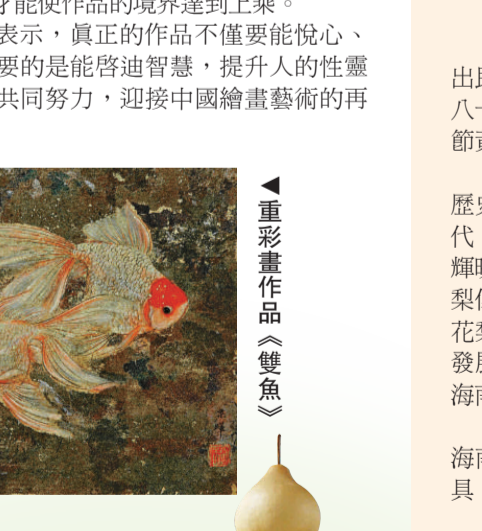 才能使作品的境界達到上乘。
表示，真正的作品不僅要能悅心、
要的是能啓迪智慧，提升人的性靈
共同努力，迎接中國繪畫藝術的再
◀重彩畫作品《雙魚》
出
八
節
歷
代
輝
梨
花
發
海南
海南
具